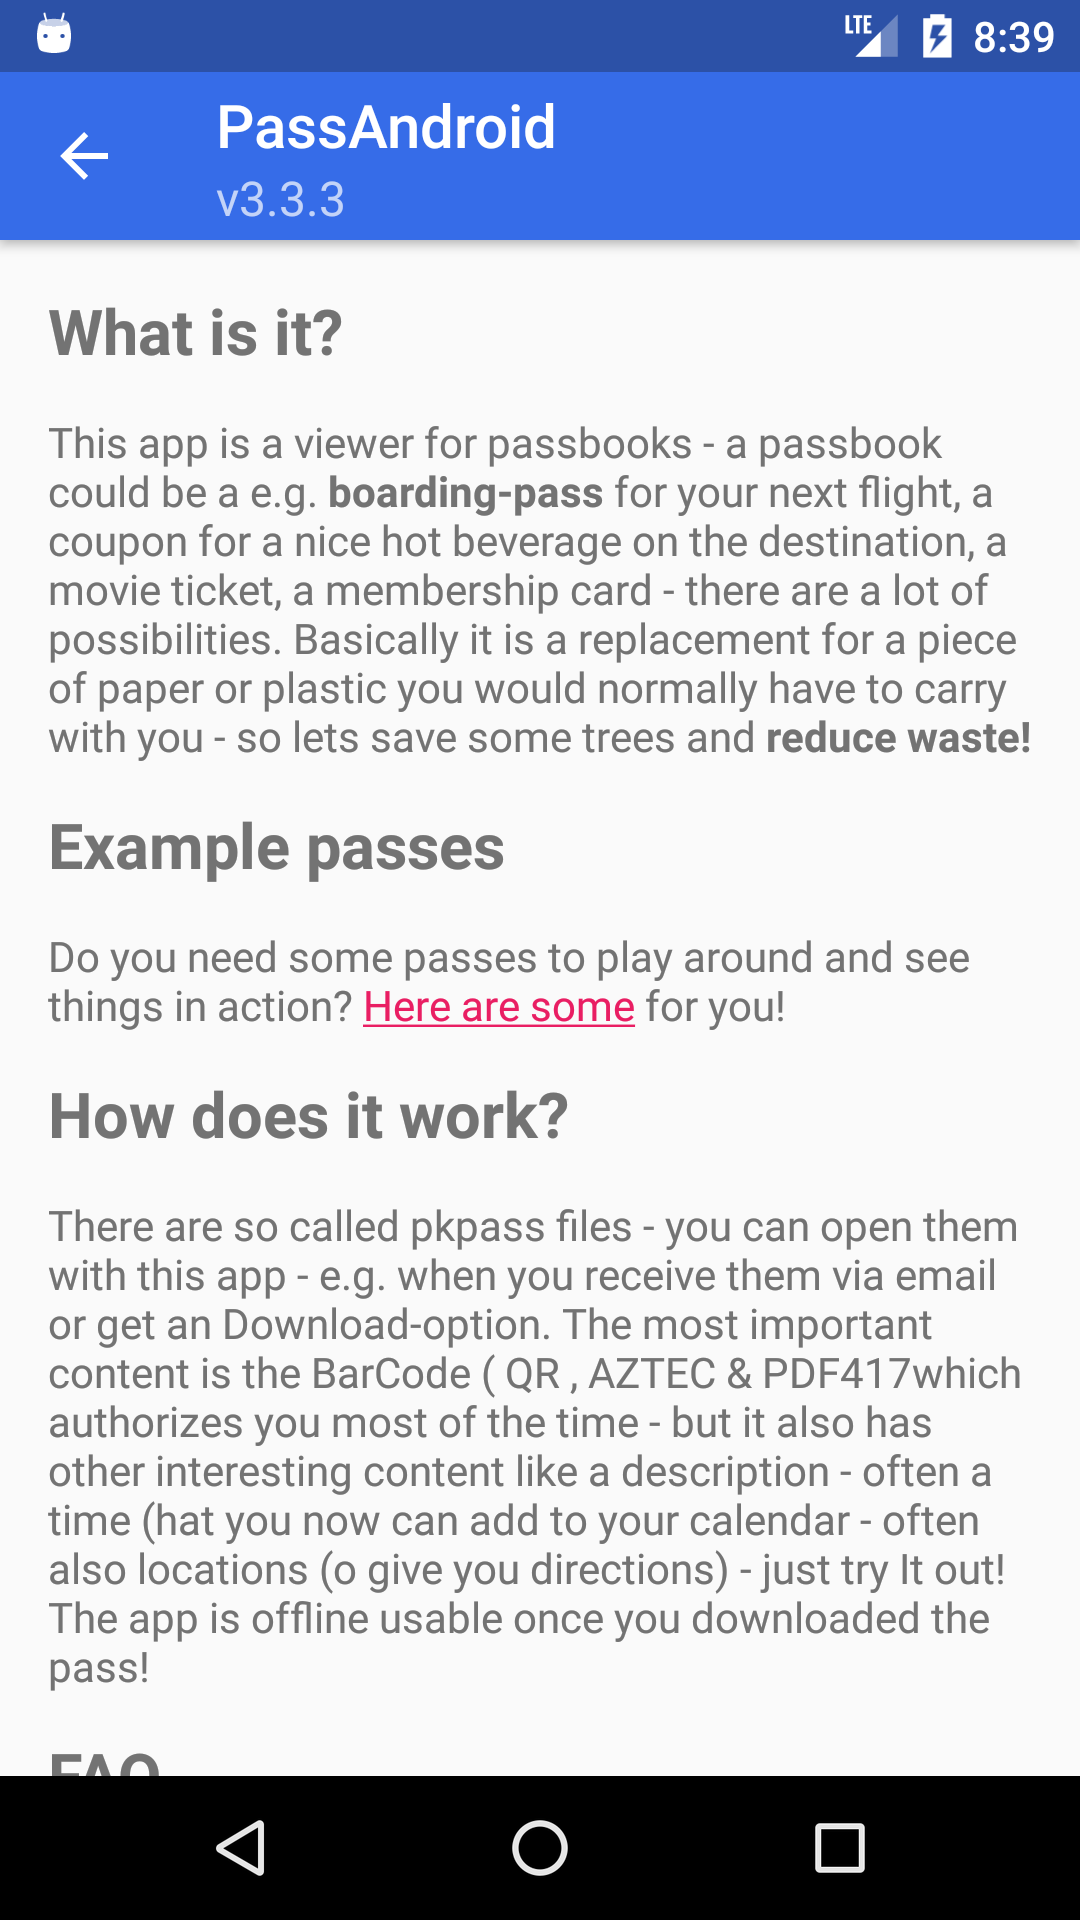 LTE 8:39
PassAndroid
v3.3.3
What is it?
This app is a viewer for passbooks - a passbook
could be a e.g. boarding-pass for your next flight, a
coupon for a nice hot beverage on the destination, a
movie ticket, a membership card - there are a lot of
possibilities. Basically it is a replacement for a piece
of paper or plastic you would normally have to carry
with you - so lets save some trees and reduce waste!
Example passes
Do you need some passes to play around and see
things in action? Here are some for you!
How does it work?
There are so called pkpass files - you can open them
with this app - e.g. when you receive them via email
or get an Download-option. The most important
content is the BarCode ( QR , AZTEC & PDF417which
authorizes you most of the time - but it also has
other interesting content like a description - often a
time (hat you now can add to your calendar - often
also locations (o give you directions) - just try It out!
The app is offline usable once you downloaded the
pass!
FAQ